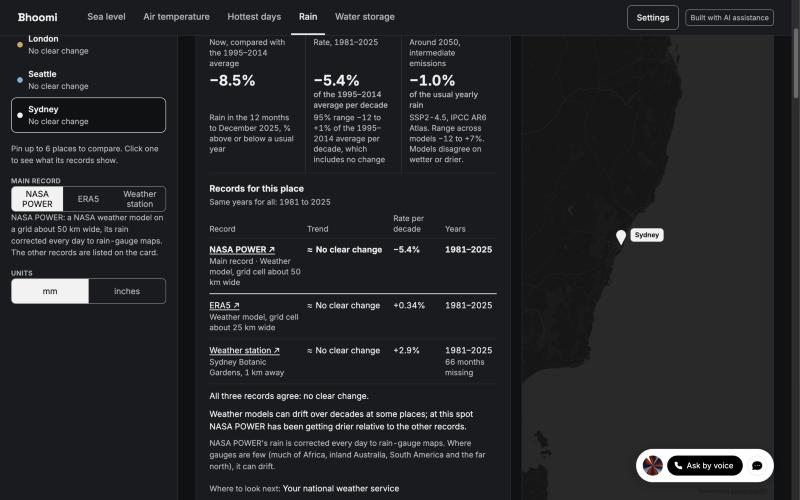 Bhoomi
Sea level
Air temperature
Hottest days
Rain
Water storage
Settings
Built with AI assistance
London
No clear change
Seattle
No clear change
Sydney
No clear change
Pin up to 6 places to compare. Click one
to see what its records show.
MAIN RECORD
NASA
POWER
ERA5
Weather
station
NASA POWER: a NASA weather model on
a grid about 50 km wide, its rain
corrected every day to rain-gauge maps.
The other records are listed on the card.
UNITS
mm
inches
Now, compared with
the 1995–2014
average
−8.5%
Rain in the 12 months
to December 2025, %
above or below a usual
year
Rate, 1981–2025
−5.4%
of the 1995–2014
average per decade
95% range −12 to
+1% of the 1995–
2014 average per
decade, which
includes no change
Around 2050,
intermediate
emissions
−1.0%
of the usual yearly
rain
SSP2-4.5, IPCC AR6
Atlas. Range across
models −12 to +7%.
Models disagree on
wetter or drier.
Records for this place
Same years for all: 1981 to 2025
Record
Trend
Rate per
decade
Years
NASA POWER ↗
≈ No clear change
−5.4%
1981–2025
Main record · Weather
model, grid cell about 50
km wide
ERA5 ↗
≈ No clear change
+0.34%
1981–2025
Weather model, grid cell
about 25 km wide
Weather station ↗
≈ No clear change
+2.9%
1981–2025
Sydney Botanic
Gardens, 1 km away
66 months
missing
All three records agree: no clear change.
Weather models can drift over decades at some places; at this spot
NASA POWER has been getting drier relative to the other records.
NASA POWER's rain is corrected every day to rain-gauge maps. Where
gauges are few (much of Africa, inland Australia, South America and the far
north), it can drift.
Where to look next: Your national weather service
Sydney
Ask by voice